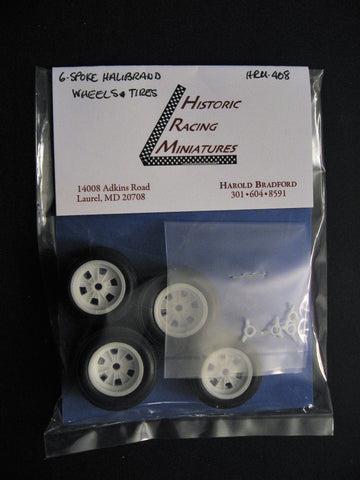 6-SPOKE HALIBRAND
WHEELS & TIRES
HRM-408
HISTORIC
RACING
MINIATURES
14008 Adkins Road
Laurel, MD 20708
HAROLD BRADFORD
301•604•8591